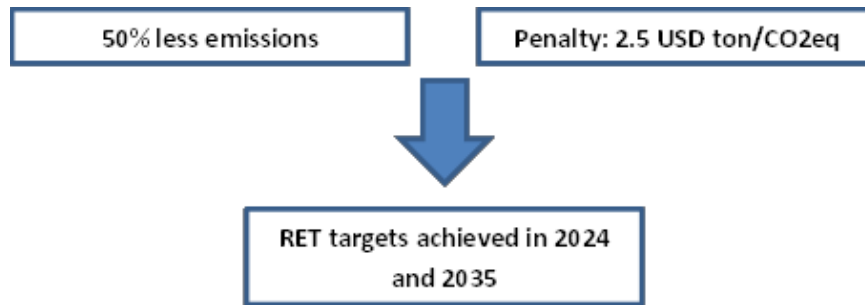 50% less emissions
Penalty: 2.5 USD ton/CO2eq
RET targets achieved in 2024
and 2035